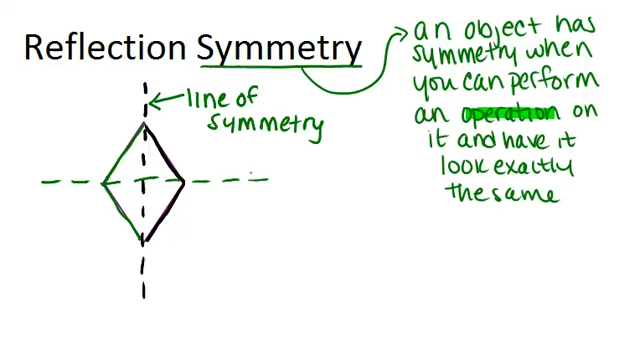 Reflection Symmetry
line of
symmetry
an object has
symmetry when
you can perform
an operation on
it and have it
look exactly
the same